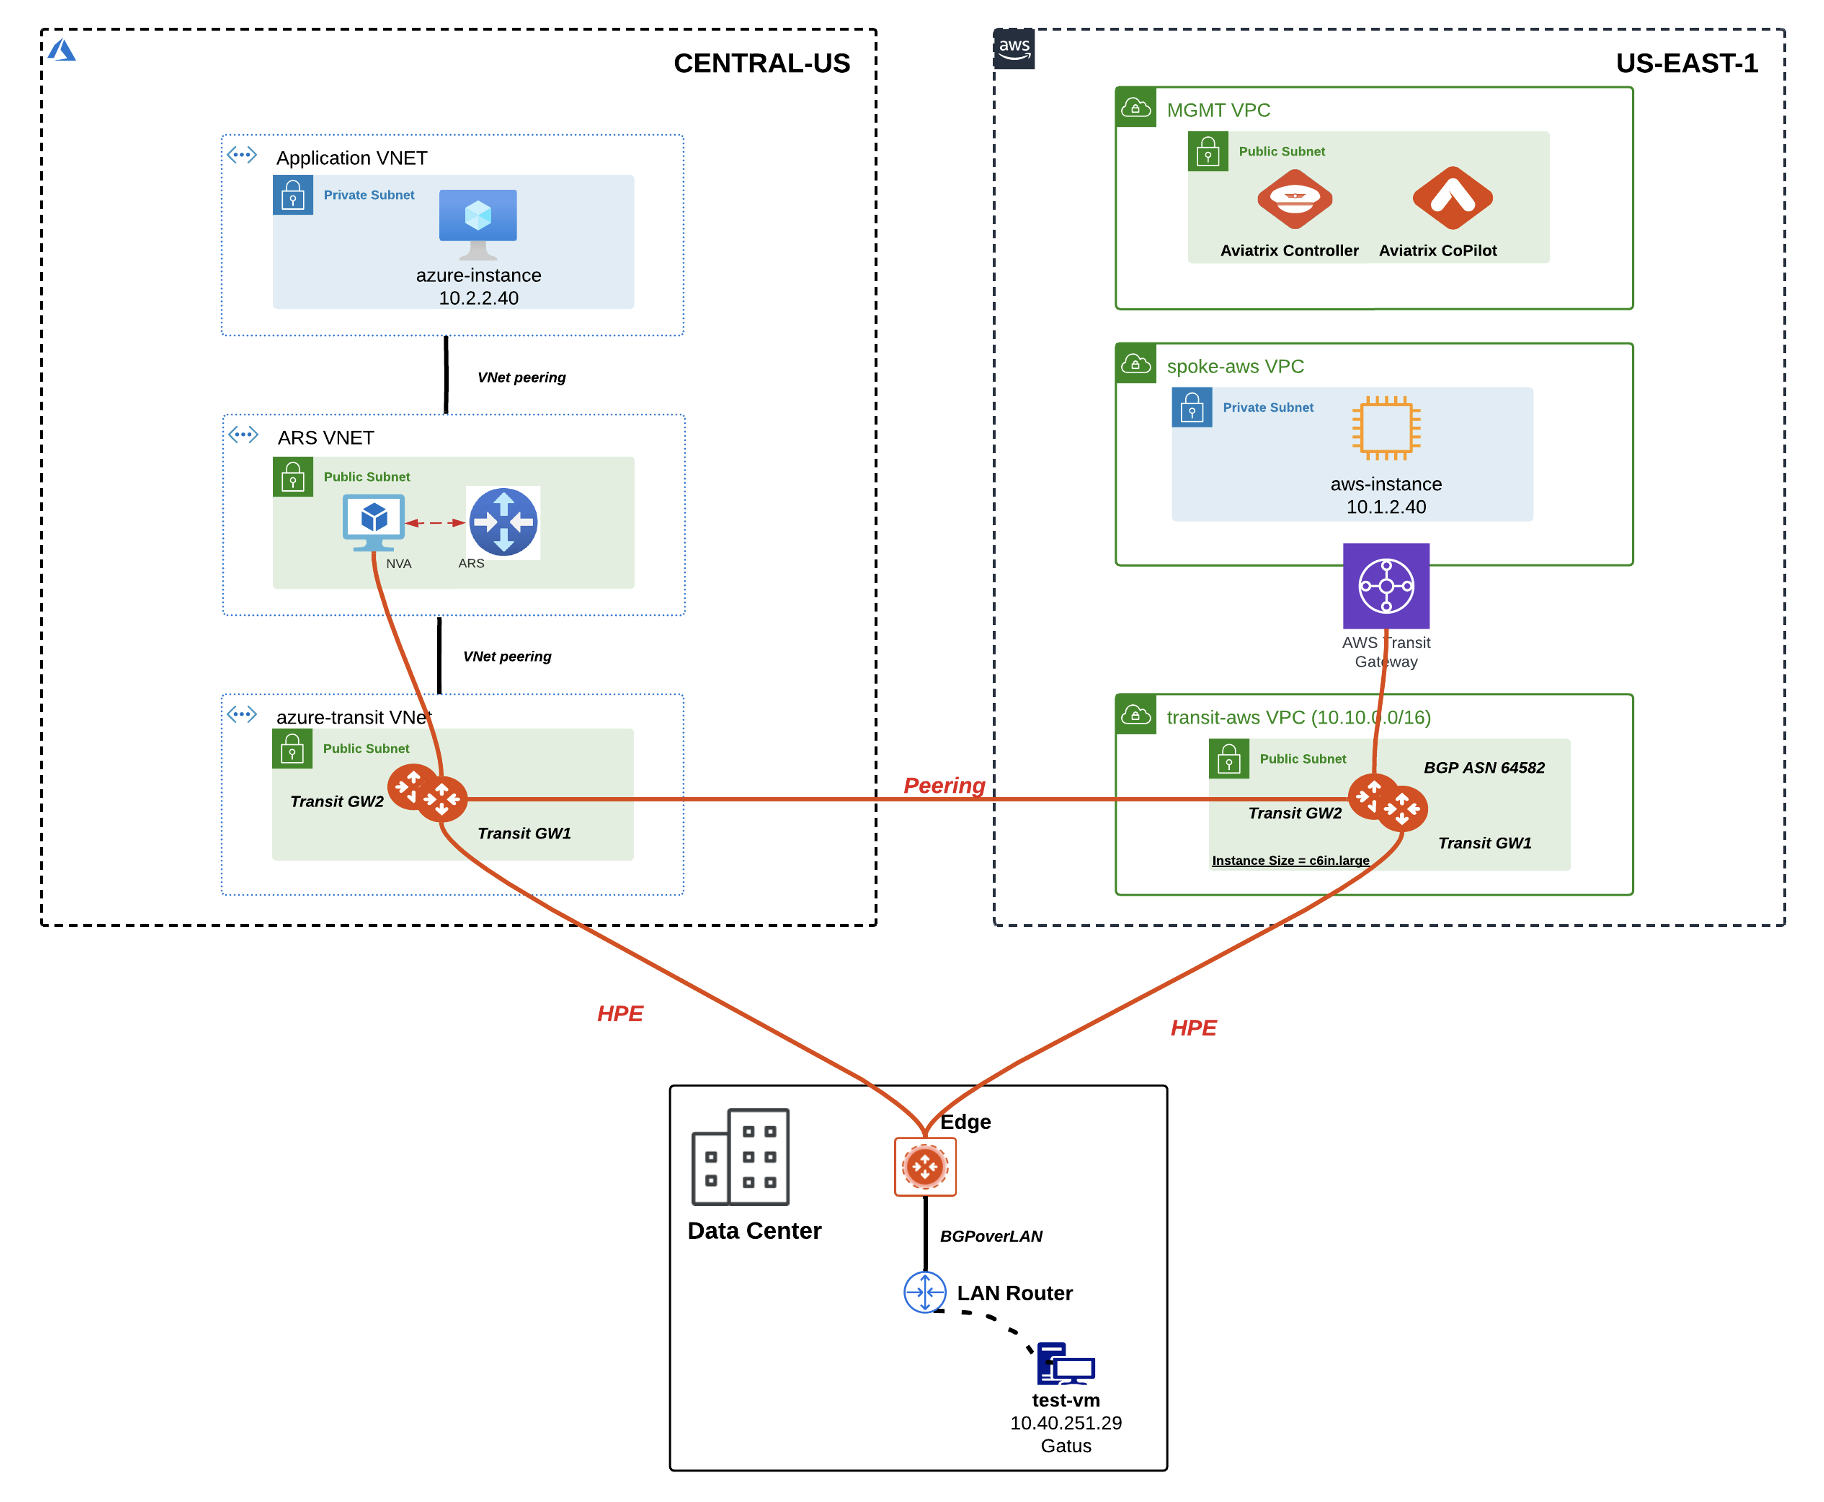 CENTRAL-US
Application VNET
Private Subnet
azure-instance
10.2.2.40
VNet peering
ARS VNET
Public Subnet
NVA
ARS
VNet peering
azure-transit VNet
Public Subnet
Transit GW2
Transit GW1
aws
US-EAST-1
MGMT VPC
Public Subnet
Aviatrix Controller
Aviatrix CoPilot
spoke-aws VPC
Private Subnet
aws-instance
10.1.2.40
AWS Transit
Gateway
transit-aws VPC (10.10.0.0/16)
Public Subnet
BGP ASN 64582
Transit GW2
Transit GW1
Instance Size = c6in.large
Peering
HPE
HPE
Edge
Data Center
BGPoverLAN
LAN Router
test-vm
10.40.251.29
Gatus